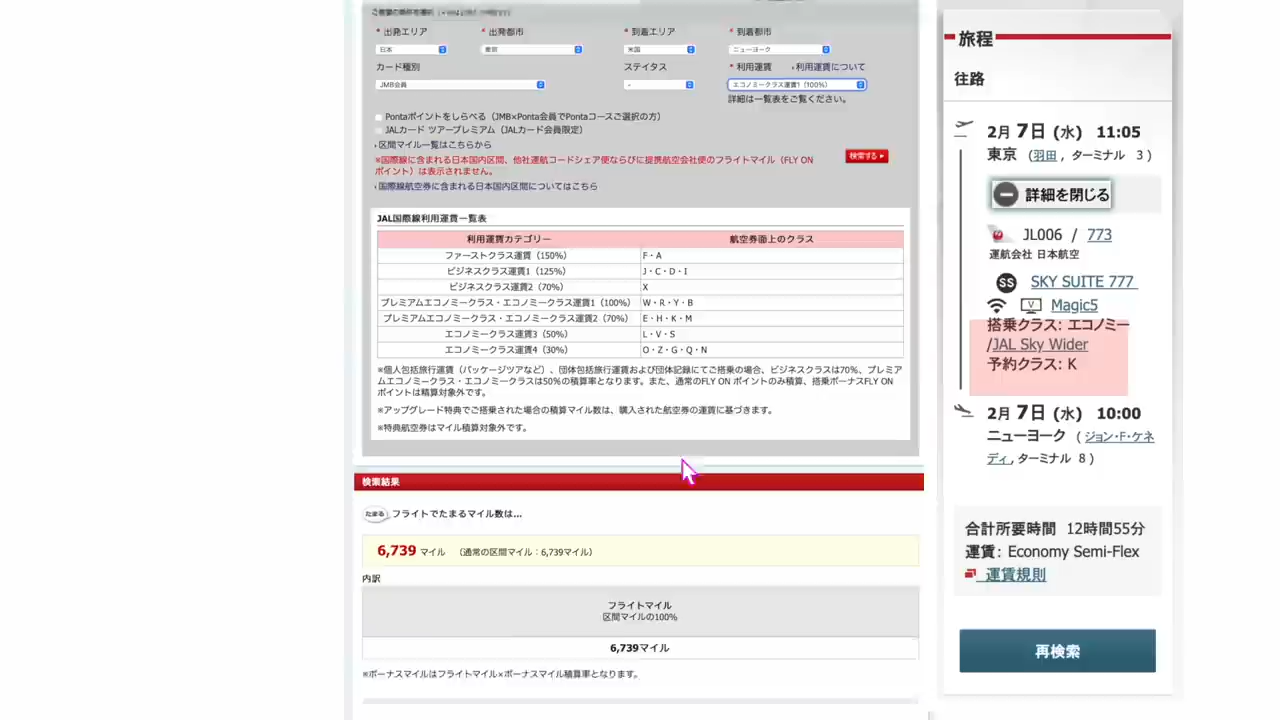 * 出発エリア * 出発都市 * 到着エリア * 到着都市
日本 東京 米国 ニューヨーク
カード種別 ステイタス * 利用運賃 ›利用運賃について
JMB会員 - エコノミークラス運賃1（100%）
詳細は一覧表をご覧ください。
Pontaポイントをしらべる（JMB×Ponta会員でPontaコースご選択の方）
JALカード ツアープレミアム（JALカード会員限定）
›区間マイル一覧はこちらから
※国際線に含まれる日本国内区間、他社運航コードシェア便ならびに提携航空会社便のフライトマイル（FLY ON
ポイント）は表示されません。
検索する
›国際線航空券に含まれる日本国内区間についてはこちら
JAL国際線利用運賃一覧表
利用運賃カテゴリー 航空券面上のクラス
ファーストクラス運賃（150%） F・A
ビジネスクラス運賃1（125%） J・C・D・I
ビジネスクラス運賃2（70%） X
プレミアムエコノミークラス・エコノミークラス運賃1（100%） W・R・Y・B
プレミアムエコノミークラス・エコノミークラス運賃2（70%） E・H・K・M
エコノミークラス運賃3（50%） L・V・S
エコノミークラス運賃4（30%） O・Z・G・Q・N
※個人包括旅行運賃（パッケージツアなど）、団体包括旅行運賃および団体記録にてご搭乗の場合、ビジネスクラスは70%、プレミア
ムエコノミークラス・エコノミークラスは50%の積算率となります。また、通常のFLY ON ポイントのみ積算、搭乗ボーナスFLY ON
ポイントは積算対象外です。
※アップグレード特典でご搭乗された場合の積算マイル数は、購入された航空券の運賃に基づきます。
※特典航空券はマイル積算対象外です。
検索結果
たまる フライトでたまるマイル数は...
6,739 マイル （通常の区間マイル：6,739マイル）
内訳
フライトマイル
区間マイルの100%
6,739マイル
※ボーナスマイルはフライトマイル×ボーナスマイル積算率となります。
旅程
往路
2月 7日 (水) 11:05
東京 (羽田 , ターミナル 3 )
詳細を閉じる
JL006 / 773
運航会社 日本航空
SS SKY SUITE 777
V Magic5
搭乗クラス: エコノミー
/JAL Sky Wider
予約クラス: K
2月 7日 (水) 10:00
ニューヨーク ( ジョン・F・ケネ
ディ , ターミナル 8 )
合計所要時間 12時間55分
運賃: Economy Semi-Flex
運賃規則
再検索